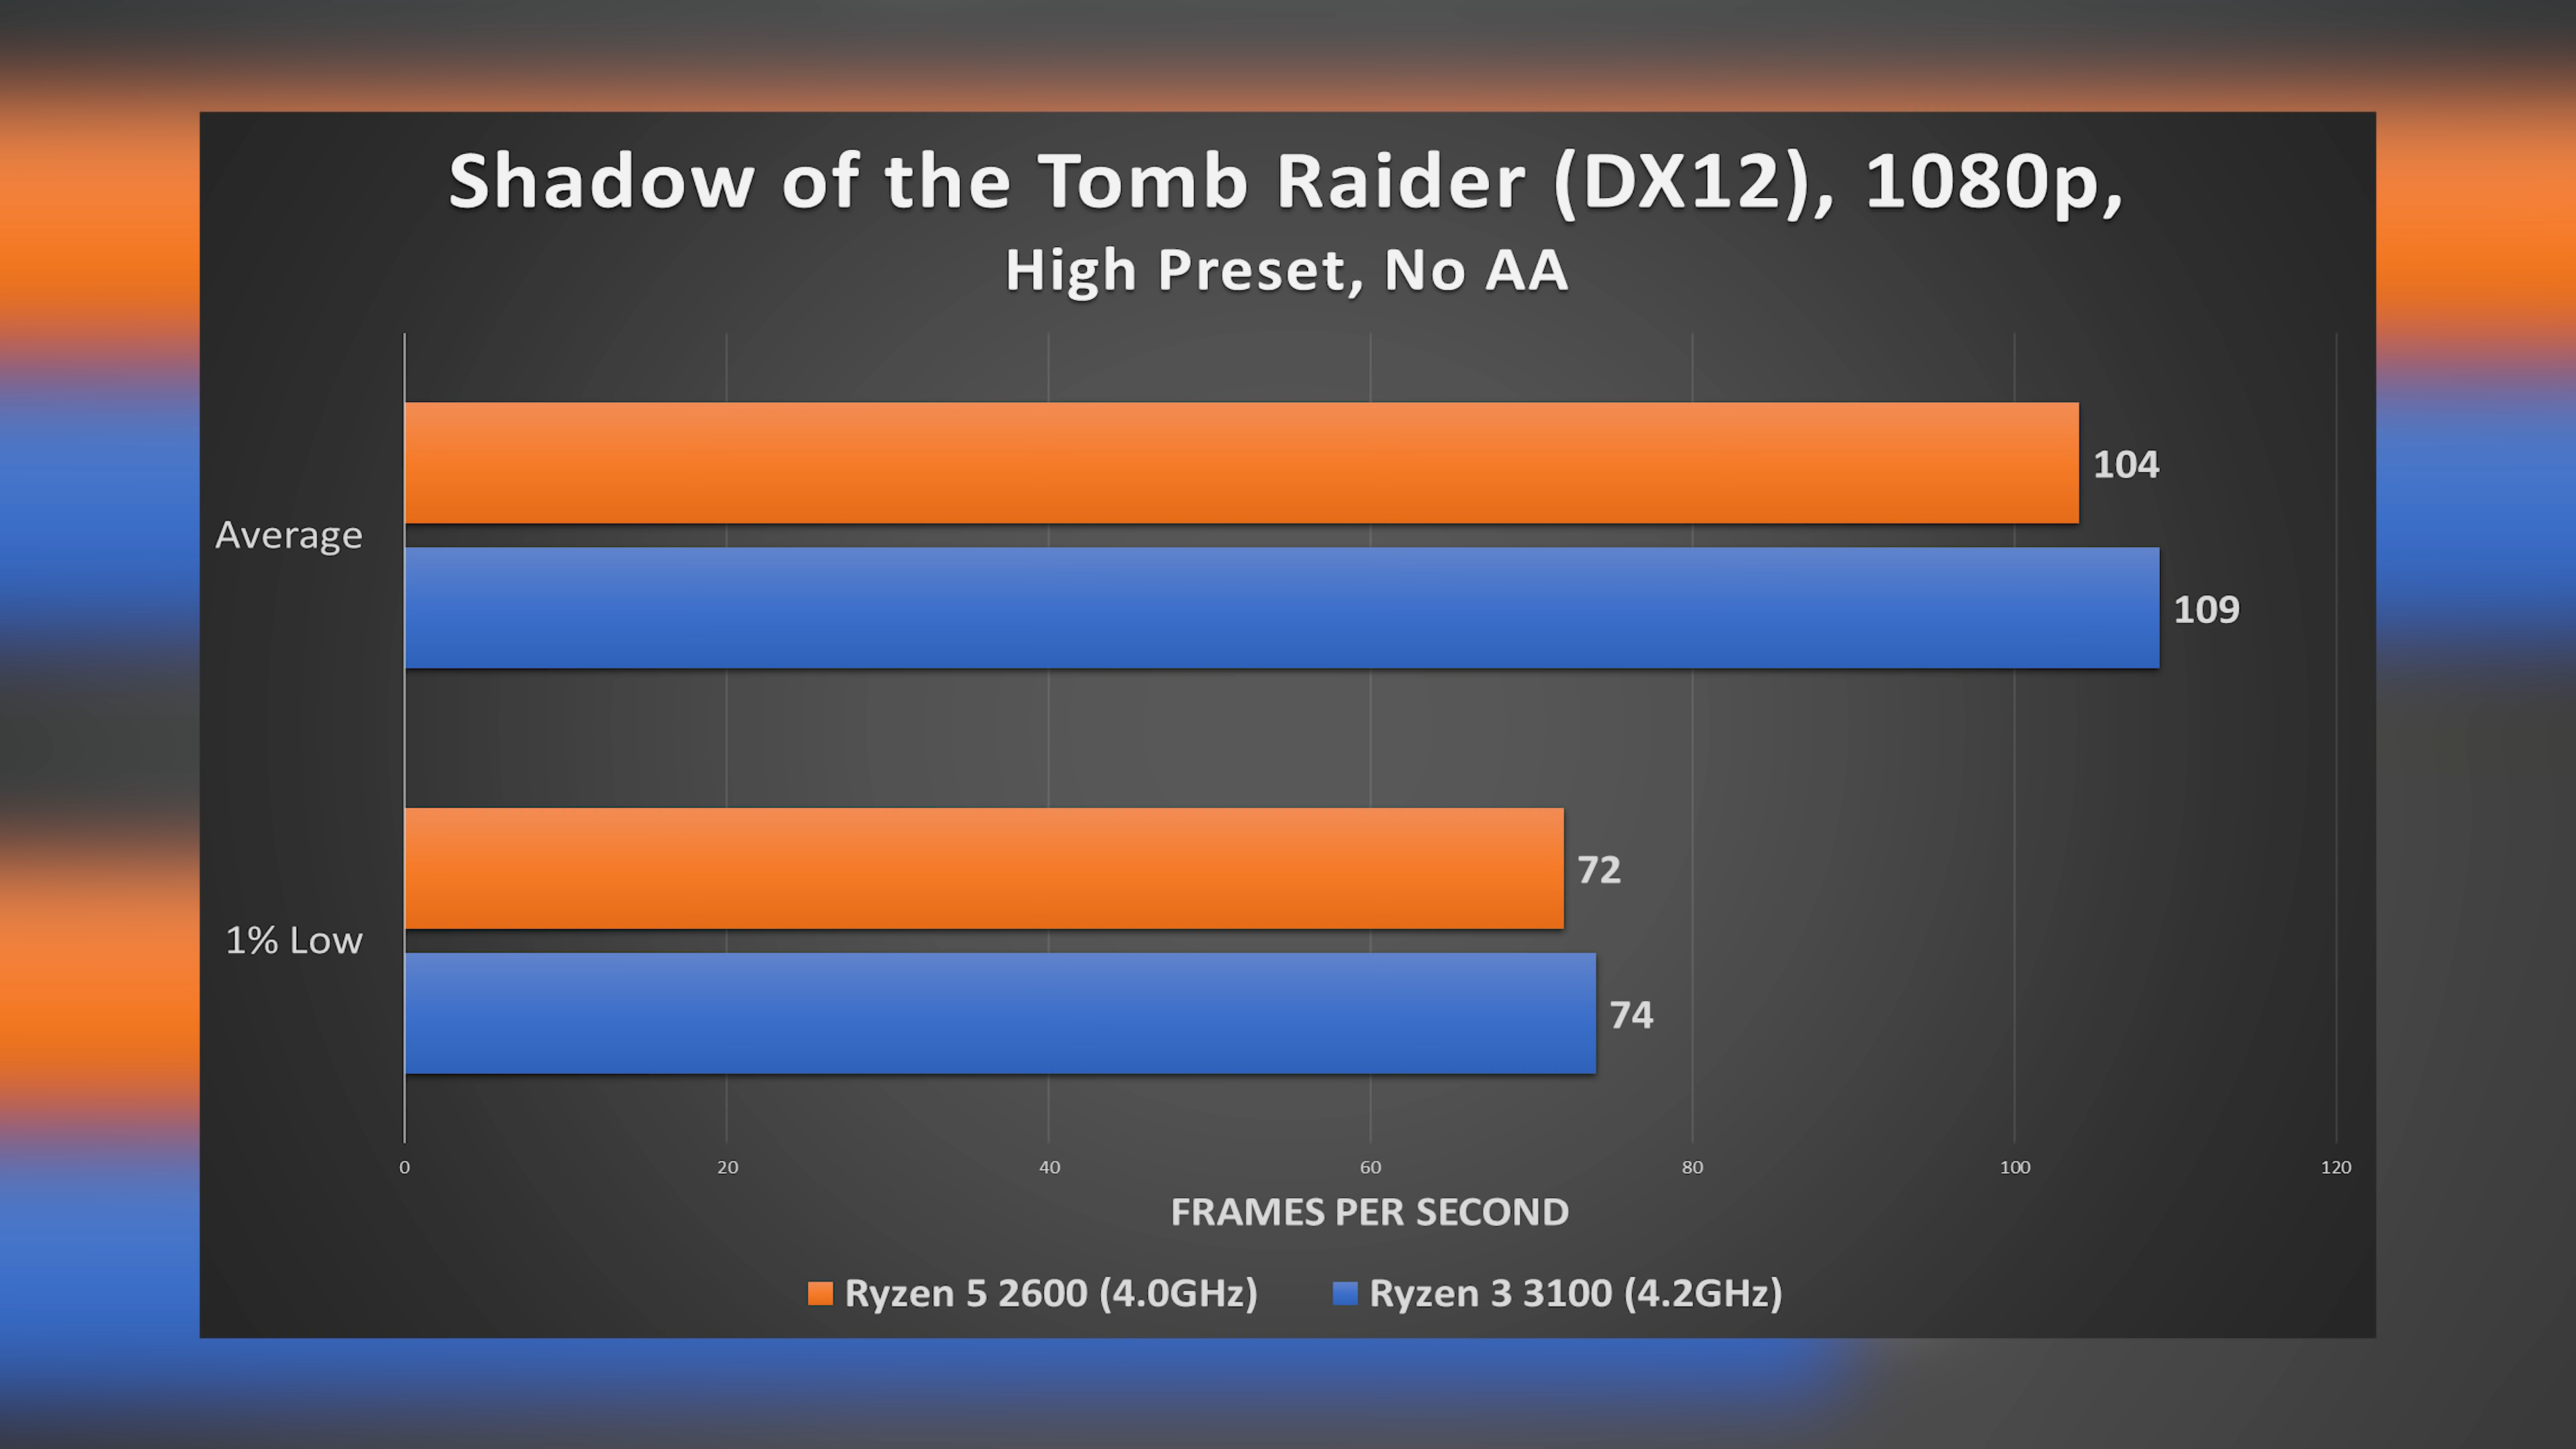 Shadow of the Tomb Raider (DX12), 1080p,
High Preset, No AA
Average
104
109
1% Low
72
74
0 20 40 60 80 100 120
FRAMES PER SECOND
Ryzen 5 2600 (4.0GHz) Ryzen 3 3100 (4.2GHz)